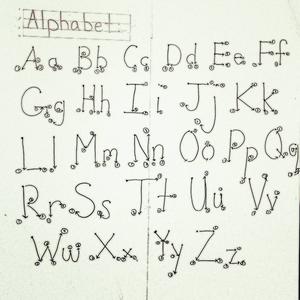 Alphabet
Aa Bb Cc Dd Ee Ff
Gg Hh Ii Jj Kk
Ll Mm Nn Oo Pp Qq
Rr Ss Tt Uu Vv
Ww Xx Yy Zz